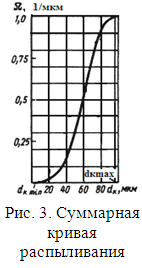 Ω, 1/мкм
1,0
0,75
0,5
0,25
dкmax
dк min 20 40 60 80 dк, мкм
Рис. 3. Суммарная
кривая
распыливания